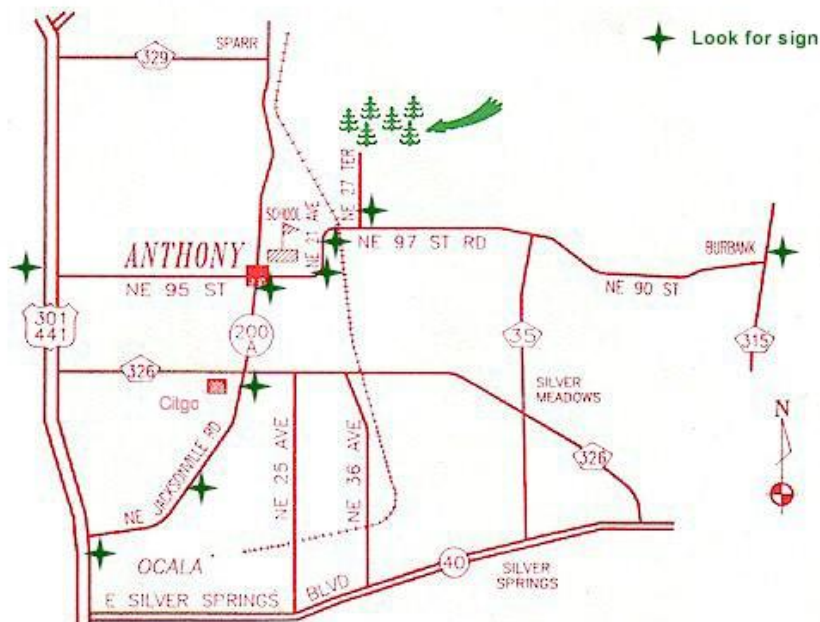 Look for sign
SPARR
329
NE 27 TER
SCHOOL
NE 21 AVE
ANTHONY
NE 97 ST RD
BURBANK
NE 95 ST
NE 90 ST
301
441
200
A
35
315
326
Citgo
SILVER
MEADOWS
N
NE JACKSONVILLE RD
NE 25 AVE
NE 36 AVE
326
OCALA
40
SILVER
SPRINGS
E SILVER SPRINGS BLVD